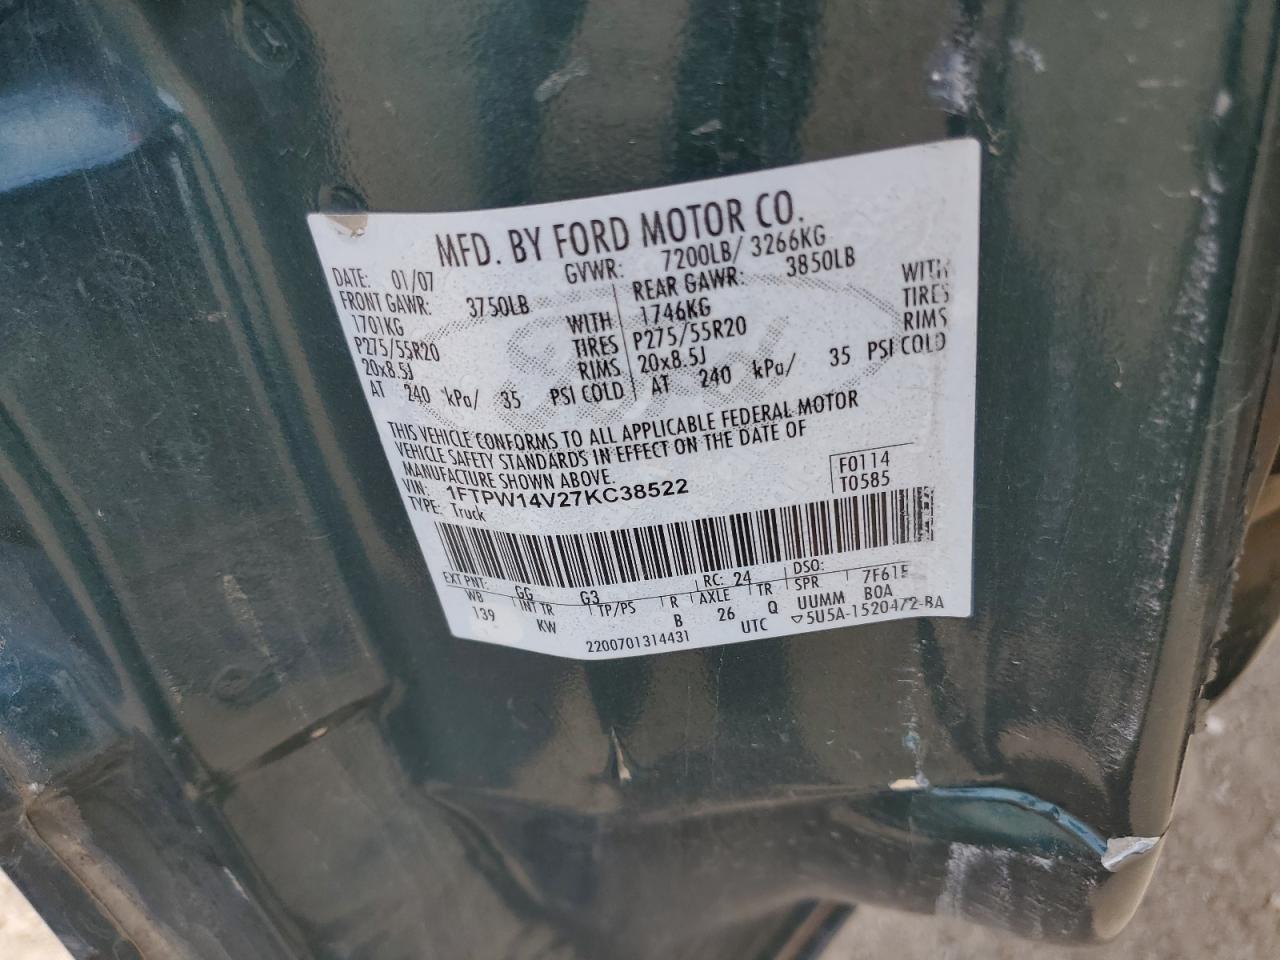 MFD. BY FORD MOTOR CO.
DATE: 01/07 GVWR: 7200LB/ 3266KG
FRONT GAWR: 3750LB REAR GAWR: 3850LB
1701KG WITH 1746KG WITH
P275/55R20 TIRES P275/55R20 TIRES
20x8.5J RIMS 20x8.5J RIMS
AT 240 kPa/ 35 PSI COLD AT 240 kPa/ 35 PSI COLD
THIS VEHICLE CONFORMS TO ALL APPLICABLE FEDERAL MOTOR
VEHICLE SAFETY STANDARDS IN EFFECT ON THE DATE OF
MANUFACTURE SHOWN ABOVE.
VIN: 1FTPW14V27KC38522 F0114
TYPE: Truck T0585
EXT PNT: GG G3 RC: 24 DSO:
WB INT TR TP/PS R AXLE TR SPR 7F61E
139 KW B 26 Q UUMM BOA
2200701314431 UTC ▽5U5A-1520472-BA